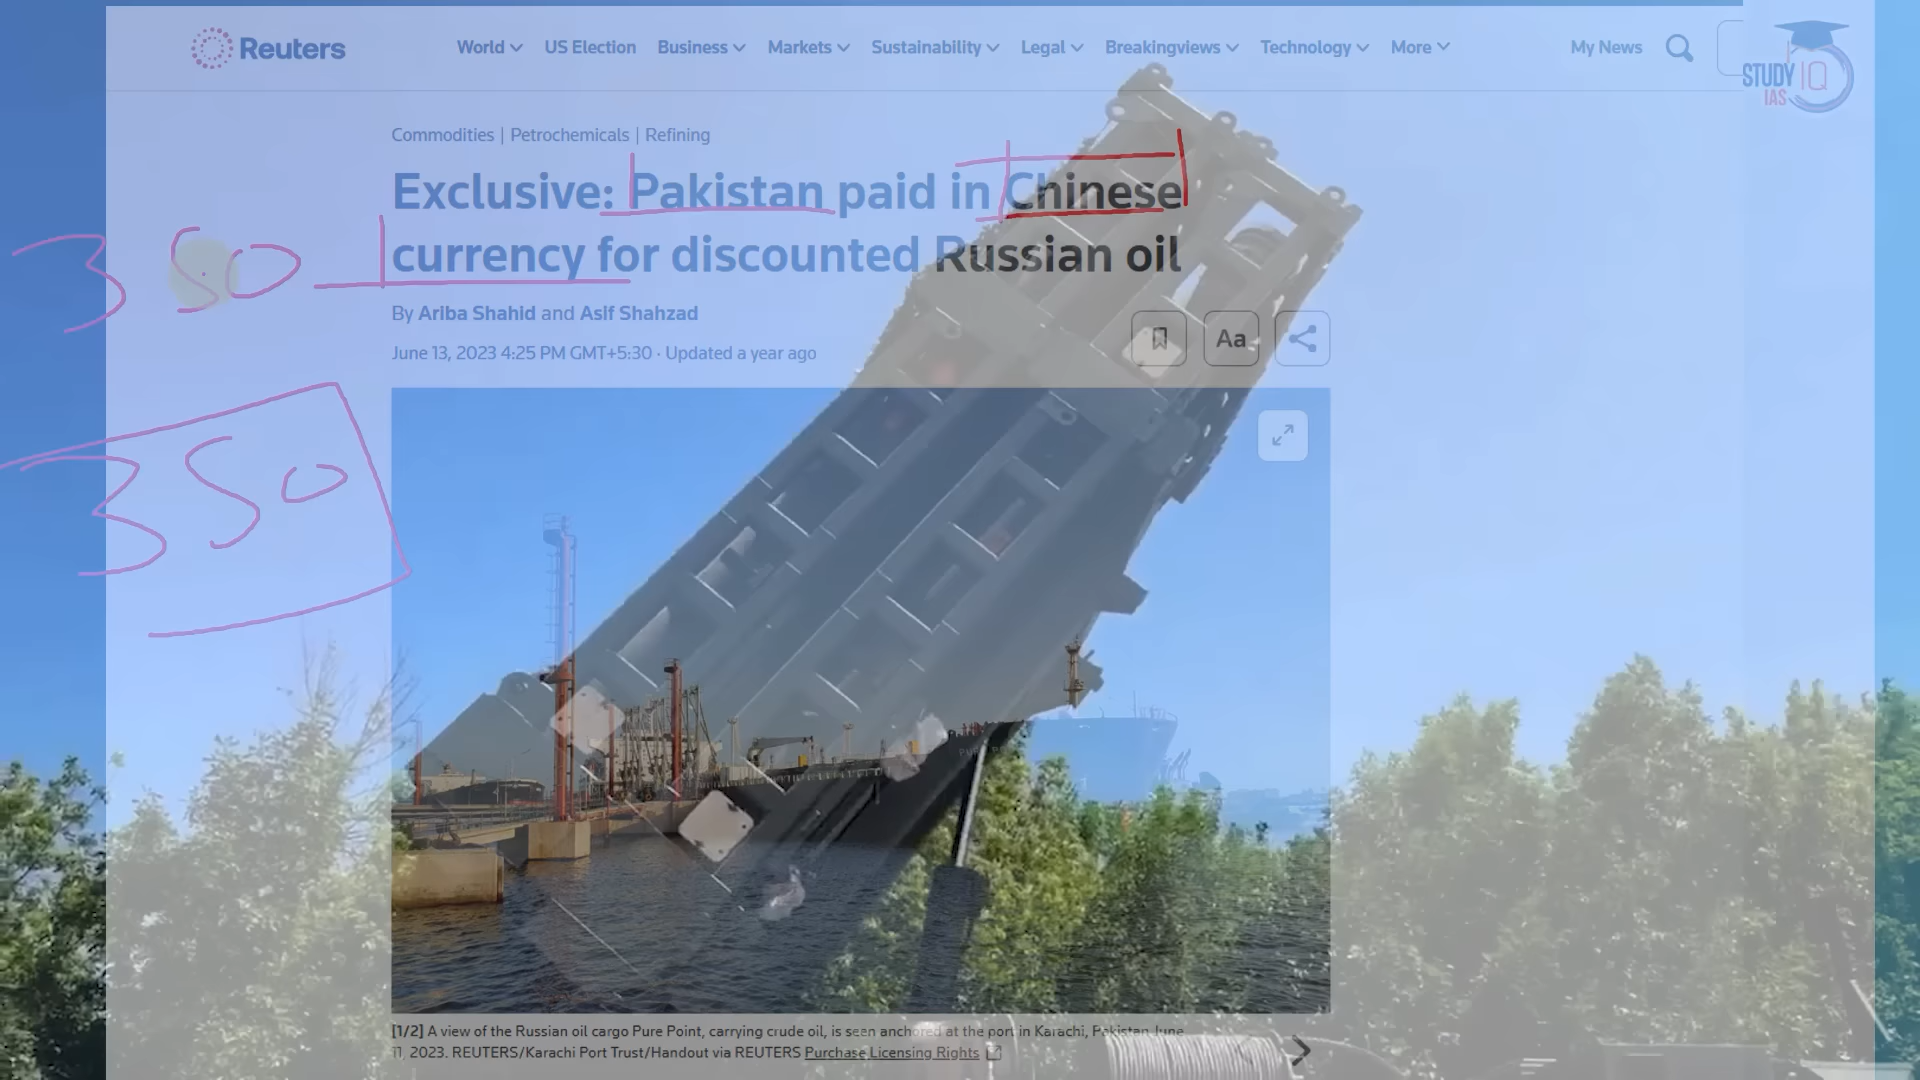 Reuters
World US Election Business Markets Sustainability Legal Breakingviews Technology More My News
STUDY IQ
IAS
Commodities | Petrochemicals | Refining
Exclusive: Pakistan paid in Chinese
currency for discounted Russian oil
350
By Ariba Shahid and Asif Shahzad
Aa
June 13, 2023 4:25 PM GMT+5:30 · Updated a year ago
350
[1/2] A view of the Russian oil cargo Pure Point, carrying crude oil, is seen anchored at the port in Karachi, Pakistan June
11, 2023. REUTERS/Karachi Port Trust/Handout via REUTERS Purchase Licensing Rights